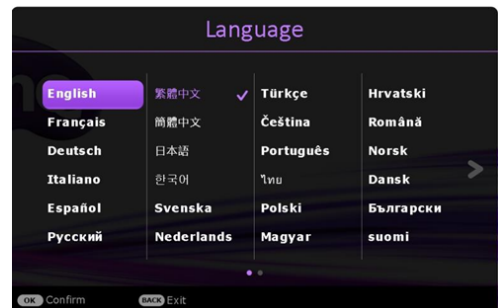 Language
English
Français
Deutsch
Italiano
Español
Русский
繁體中文
簡體中文
日本語
한국어
Svenska
Nederlands
Türkçe
Čeština
Português
ไทย
Polski
Magyar
Hrvatski
Română
Norsk
Dansk
Български
suomi
OK Confirm
BACK Exit